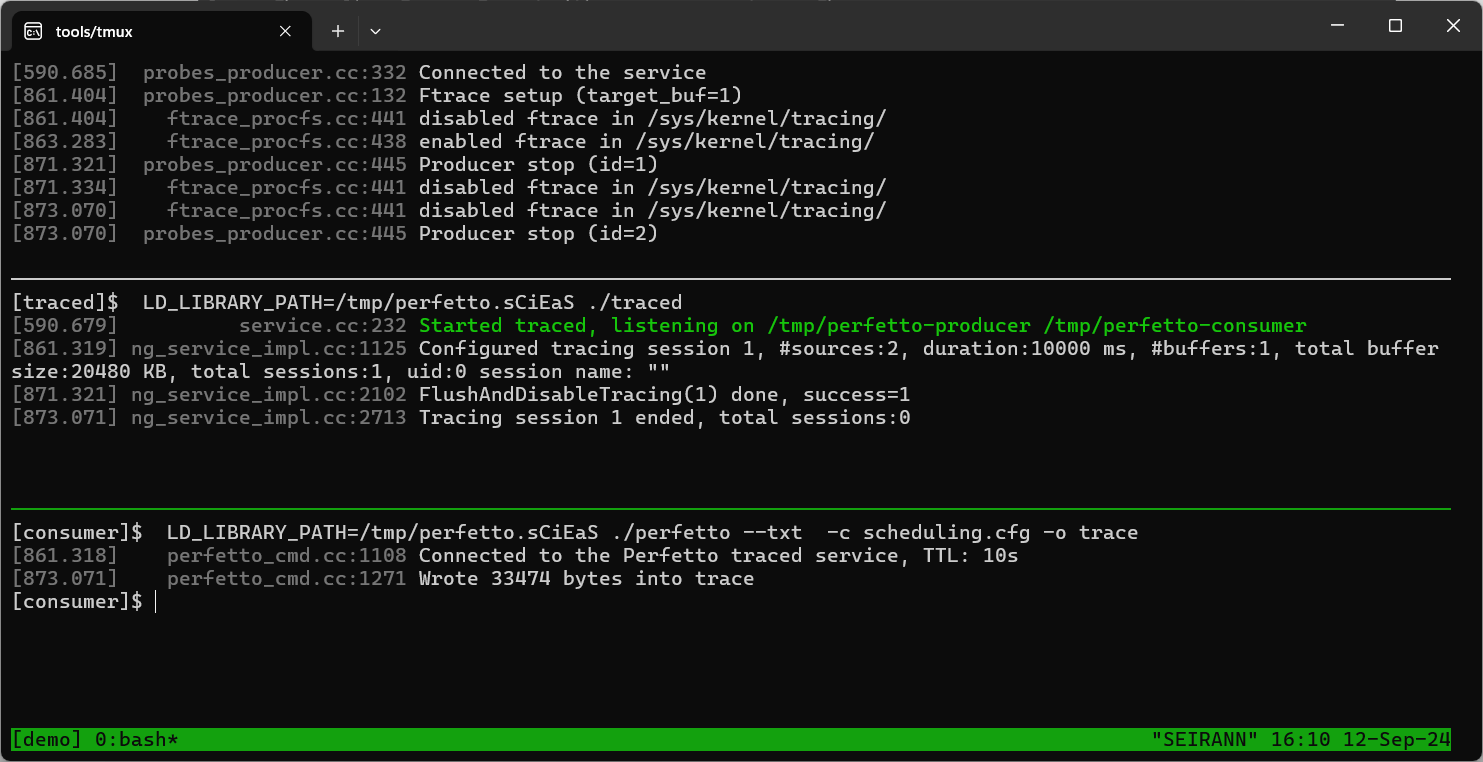 tools/tmux
[590.685]  probes_producer.cc:332 Connected to the service
[861.404]  probes_producer.cc:132 Ftrace setup (target_buf=1)
[861.404]    ftrace_procfs.cc:441 disabled ftrace in /sys/kernel/tracing/
[863.283]    ftrace_procfs.cc:438 enabled ftrace in /sys/kernel/tracing/
[871.321]  probes_producer.cc:445 Producer stop (id=1)
[871.334]    ftrace_procfs.cc:441 disabled ftrace in /sys/kernel/tracing/
[873.070]    ftrace_procfs.cc:441 disabled ftrace in /sys/kernel/tracing/
[873.070]  probes_producer.cc:445 Producer stop (id=2)
[traced]$  LD_LIBRARY_PATH=/tmp/perfetto.sCiEaS ./traced
[590.679]          service.cc:232 Started traced, listening on /tmp/perfetto-producer /tmp/perfetto-consumer
[861.319] ng_service_impl.cc:1125 Configured tracing session 1, #sources:2, duration:10000 ms, #buffers:1, total buffer
size:20480 KB, total sessions:1, uid:0 session name: ""
[871.321] ng_service_impl.cc:2102 FlushAndDisableTracing(1) done, success=1
[873.071] ng_service_impl.cc:2713 Tracing session 1 ended, total sessions:0
[consumer]$  LD_LIBRARY_PATH=/tmp/perfetto.sCiEaS ./perfetto --txt  -c scheduling.cfg -o trace
[861.318]    perfetto_cmd.cc:1108 Connected to the Perfetto traced service, TTL: 10s
[873.071]    perfetto_cmd.cc:1271 Wrote 33474 bytes into trace
[consumer]$
[demo] 0:bash* "SEIRANN" 16:10 12-Sep-24